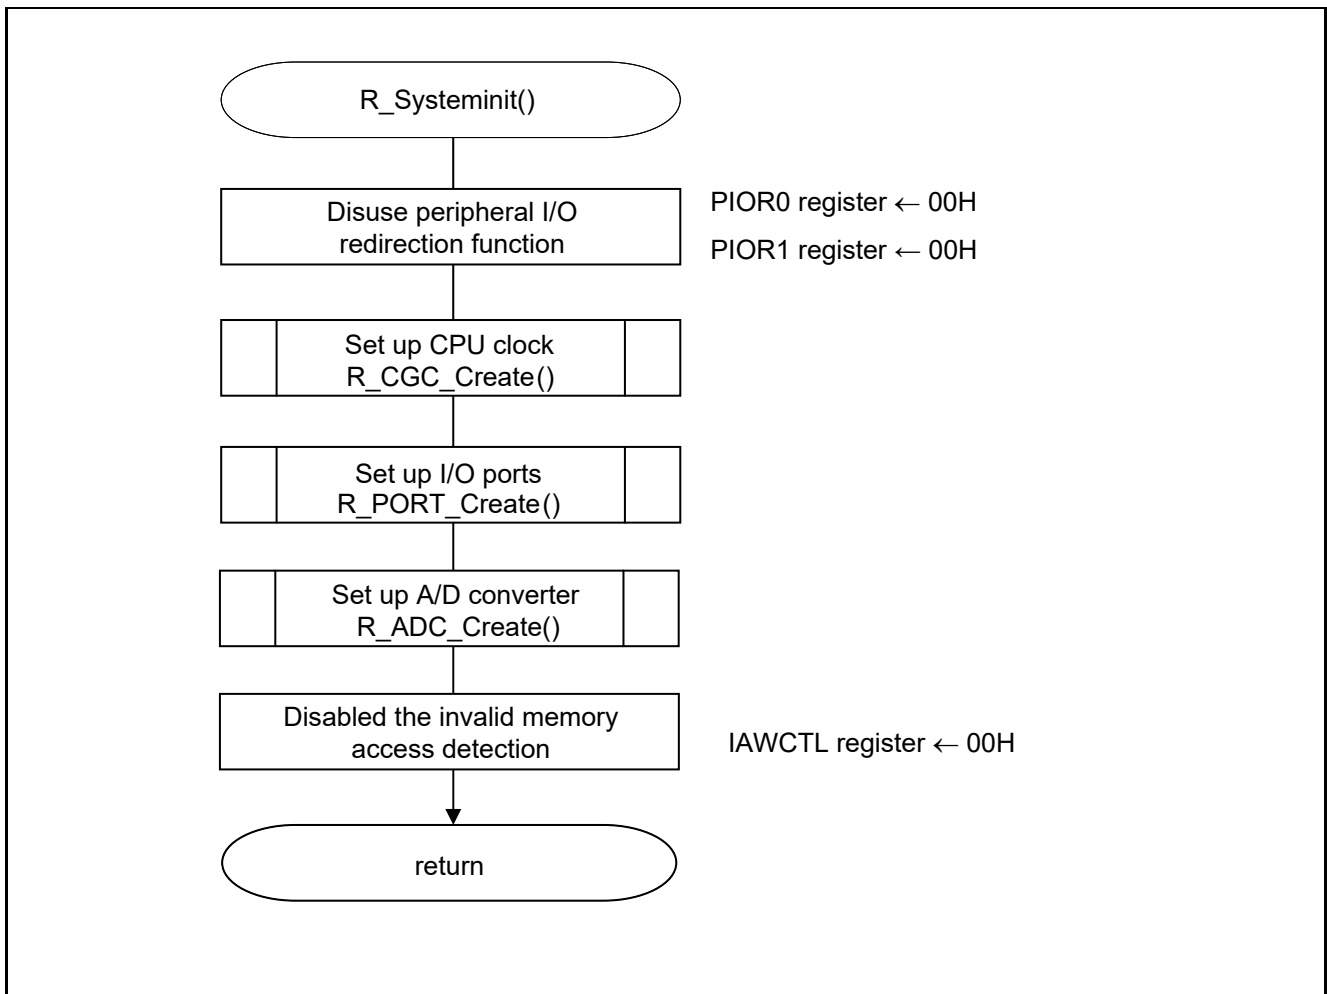 R_Systeminit()
Disuse peripheral I/O
redirection function
PIOR0 register ← 00H
PIOR1 register ← 00H
Set up CPU clock
R_CGC_Create()
Set up I/O ports
R_PORT_Create()
Set up A/D converter
R_ADC_Create()
Disabled the invalid memory
access detection
IAWCTL register ← 00H
return